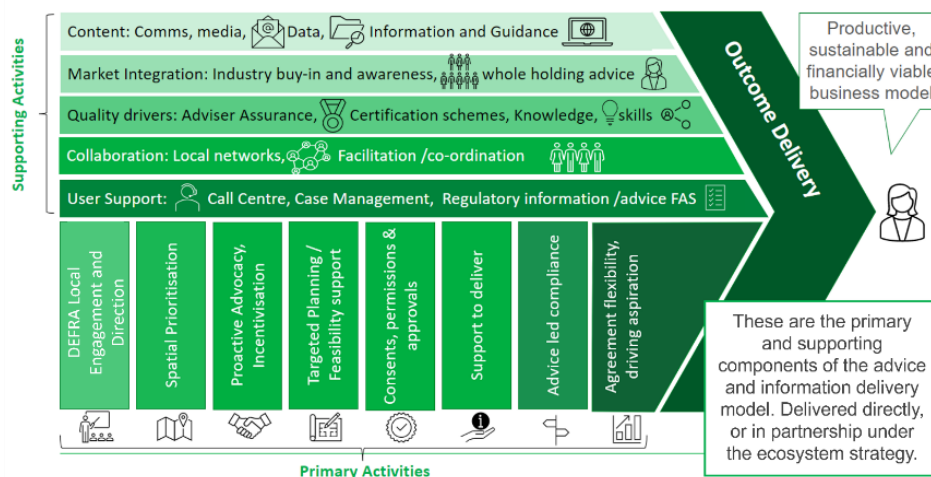 Supporting Activities
Content: Comms, media, Data, Information and Guidance
Market Integration: Industry buy-in and awareness, whole holding advice
Quality drivers: Adviser Assurance, Certification schemes, Knowledge, skills
Collaboration: Local networks, Facilitation /co-ordination
User Support: Call Centre, Case Management, Regulatory information /advice FAS
DEFRA Local
Engagement and
Direction
Spatial Prioritisation
Proactive Advocacy,
Incentivisation
Targeted Planning /
Feasibility support
Consents, permissions &
approvals
Support to deliver
Advice led compliance
Agreement flexibility,
driving aspiration
Primary Activities
Outcome Delivery
Productive,
sustainable and
financially viable
business model
These are the primary
and supporting
components of the advice
and information delivery
model. Delivered directly,
or in partnership under
the ecosystem strategy.